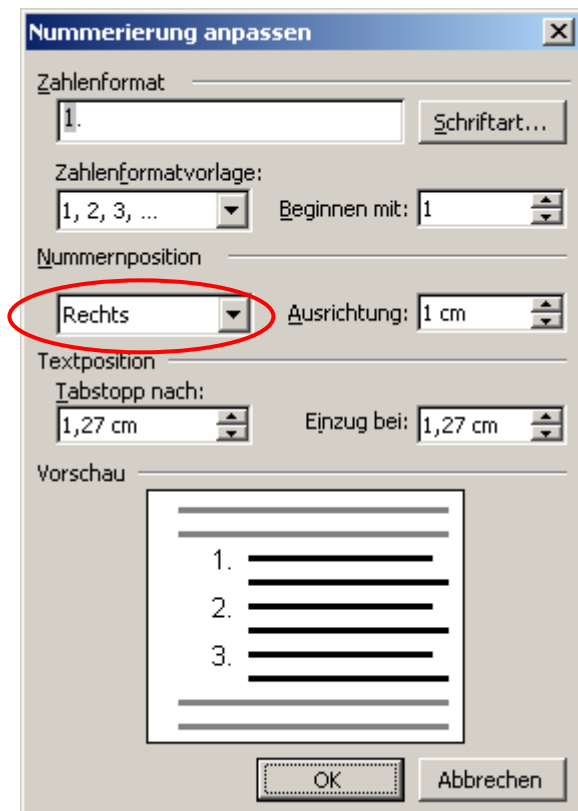 Nummerierung anpassen
Zahlenformat
1.
Schriftart...
Zahlenformatvorlage:
1, 2, 3, ...
Beginnen mit: 1
Nummernposition
Rechts
Ausrichtung: 1 cm
Textposition
Tabstopp nach:
1,27 cm
Einzug bei: 1,27 cm
Vorschau
1.
2.
3.
OK
Abbrechen